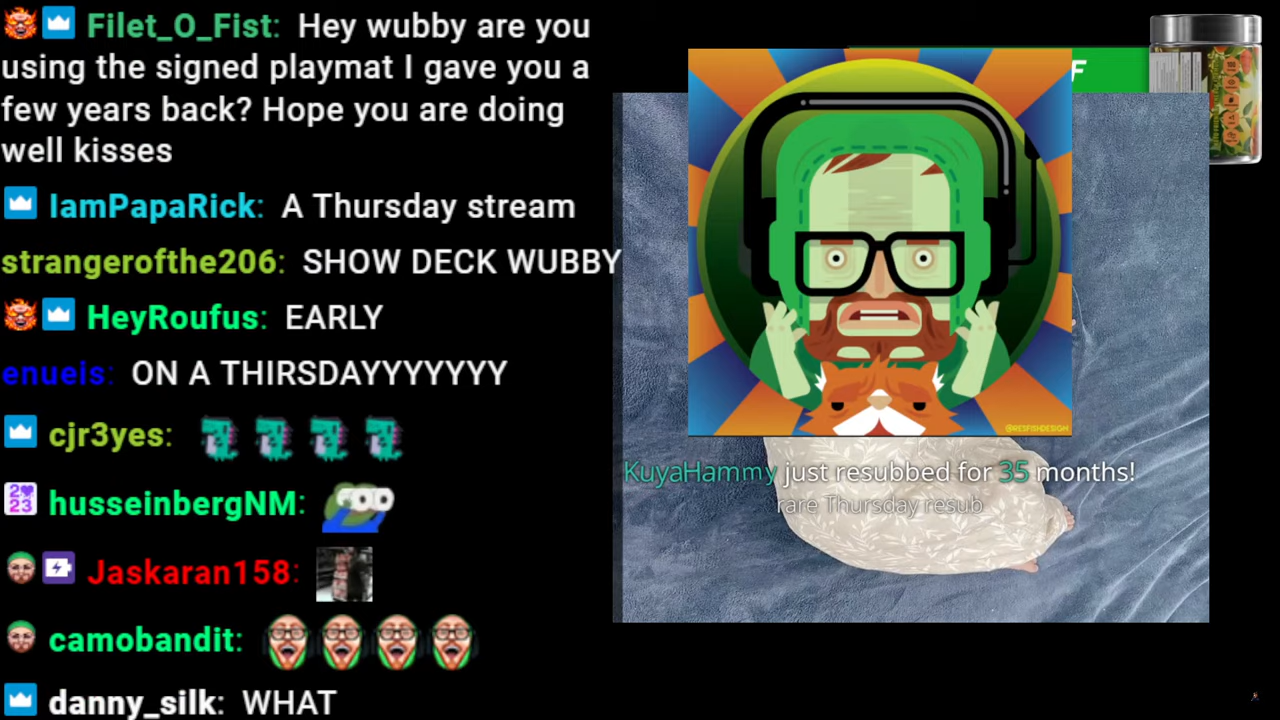 Filet_O_Fist: Hey wubby are you
using the signed playmat I gave you a
few years back? Hope you are doing
well kisses
IamPapaRick: A Thursday stream
strangerofthe206: SHOW DECK WUBBY
HeyRoufus: EARLY
enueis: ON A THIRSDAYYYYYYY
cjr3yes:
husseinbergNM:
Jaskaran158:
camobandit:
danny_silk: WHAT
F
@REDFISHDESIGN
KuyaHammy just resubbed for 35 months!
rare Thursday resub